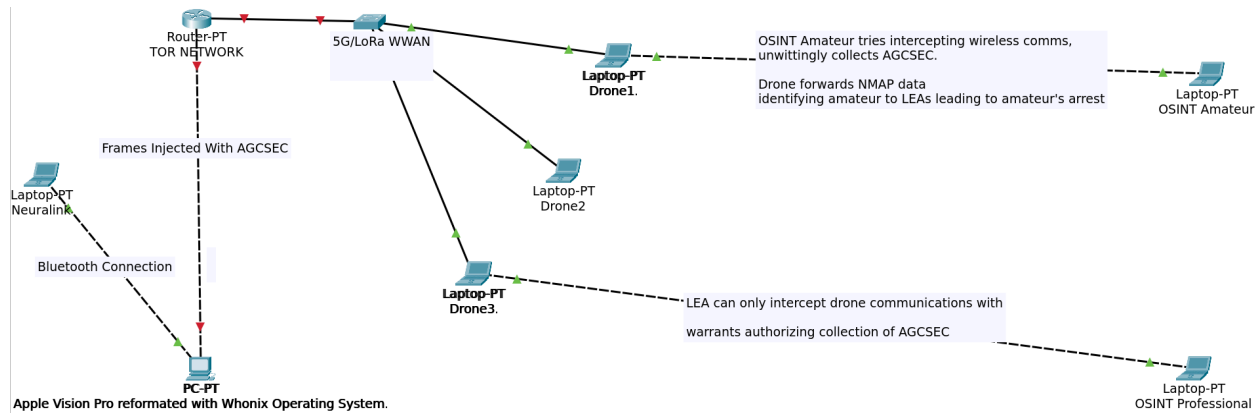 Router-PT
TOR NETWORK
5G/LoRa WWAN
Laptop-PT
Drone1.
OSINT Amateur tries intercepting wireless comms,
unwittingly collects AGCSEC.
Drone forwards NMAP data
identifying amateur to LEAs leading to amateur's arrest
Laptop-PT
OSINT Amateur
Frames Injected With AGCSEC
Laptop-PT
Neuralink
Laptop-PT
Drone2
Bluetooth Connection
Laptop-PT
Drone3.
LEA can only intercept drone communications with
warrants authorizing collection of AGCSEC
Laptop-PT
OSINT Professional
PC-PT
Apple Vision Pro reformated with Whonix Operating System.